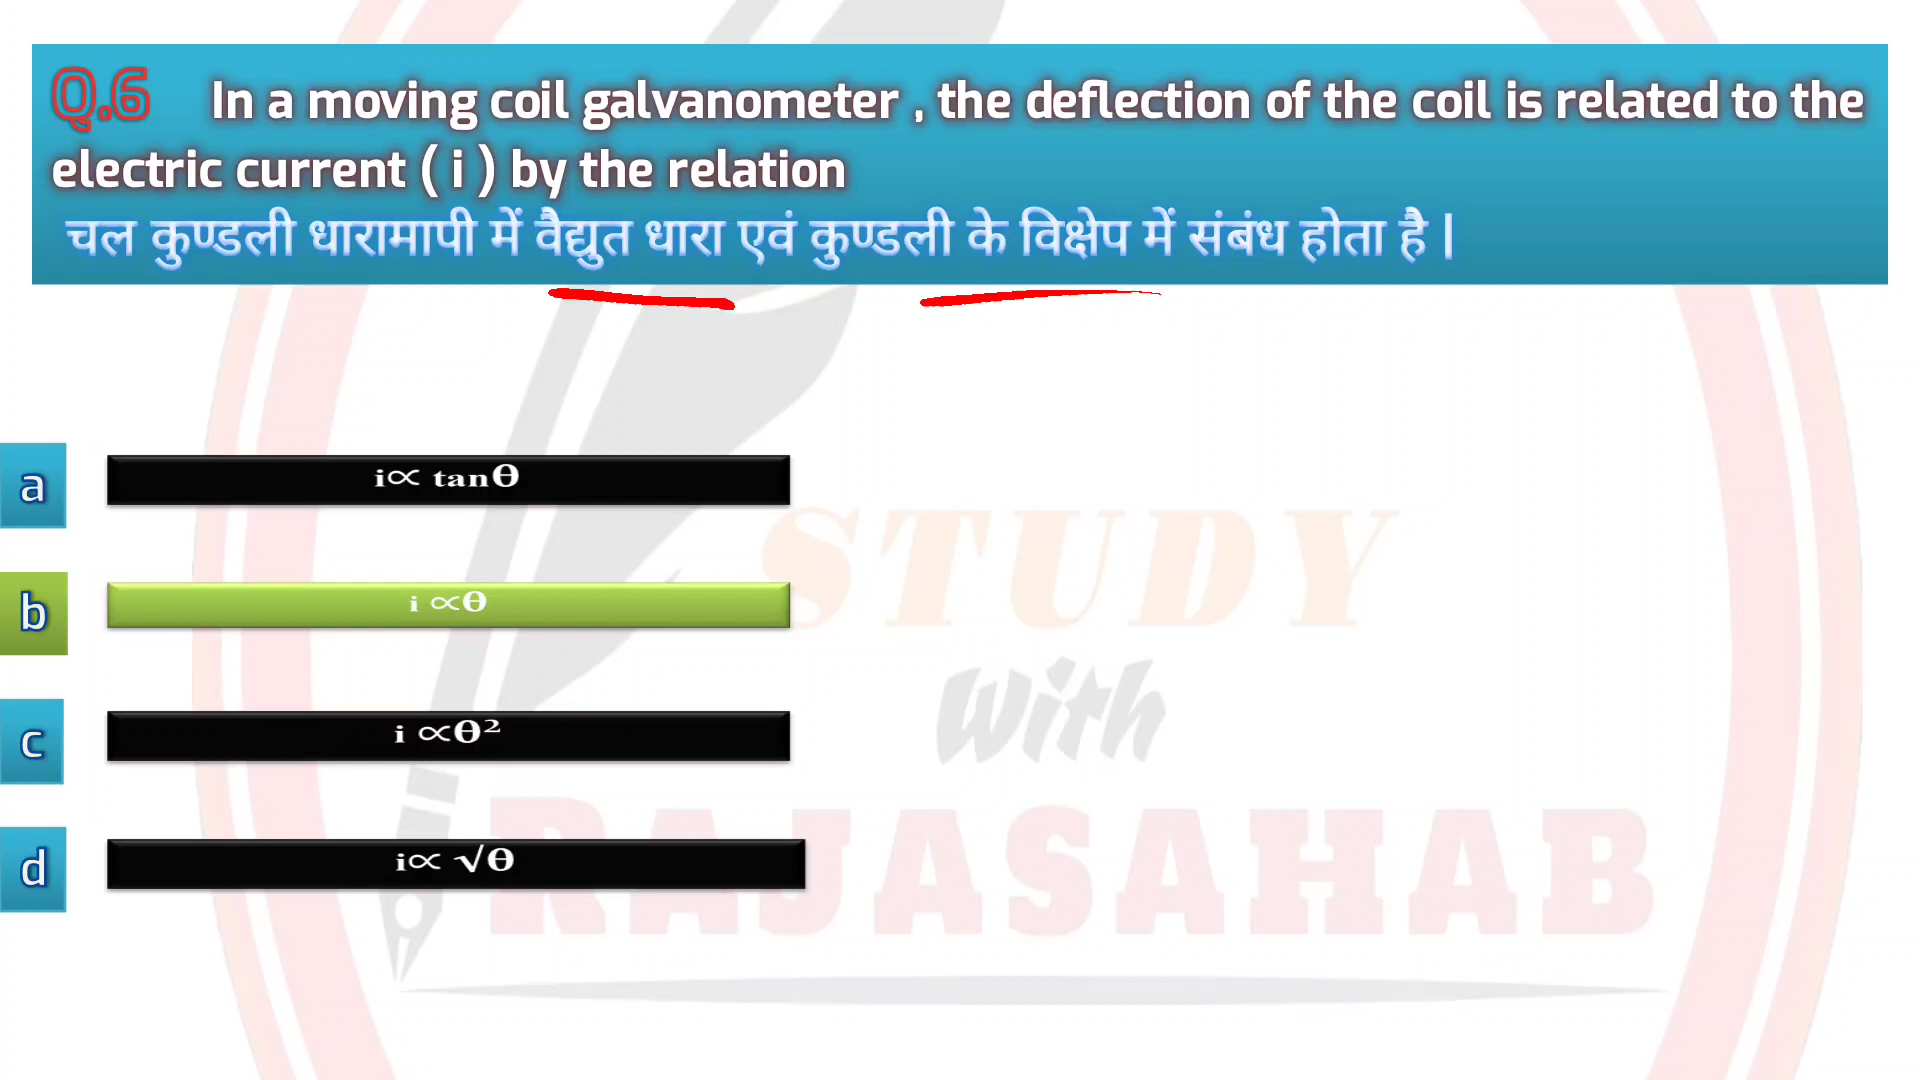 Q.6 In a moving coil galvanometer , the deflection of the coil is related to the
electric current ( i ) by the relation
चल कुण्डली धारामापी में वैद्युत धारा एवं कुण्डली के विक्षेप में संबंध होता है |
a i∝ tanθ
b i ∝θ
c i ∝θ²
d i∝ √θ
STUDY
With
RAJASAHAB